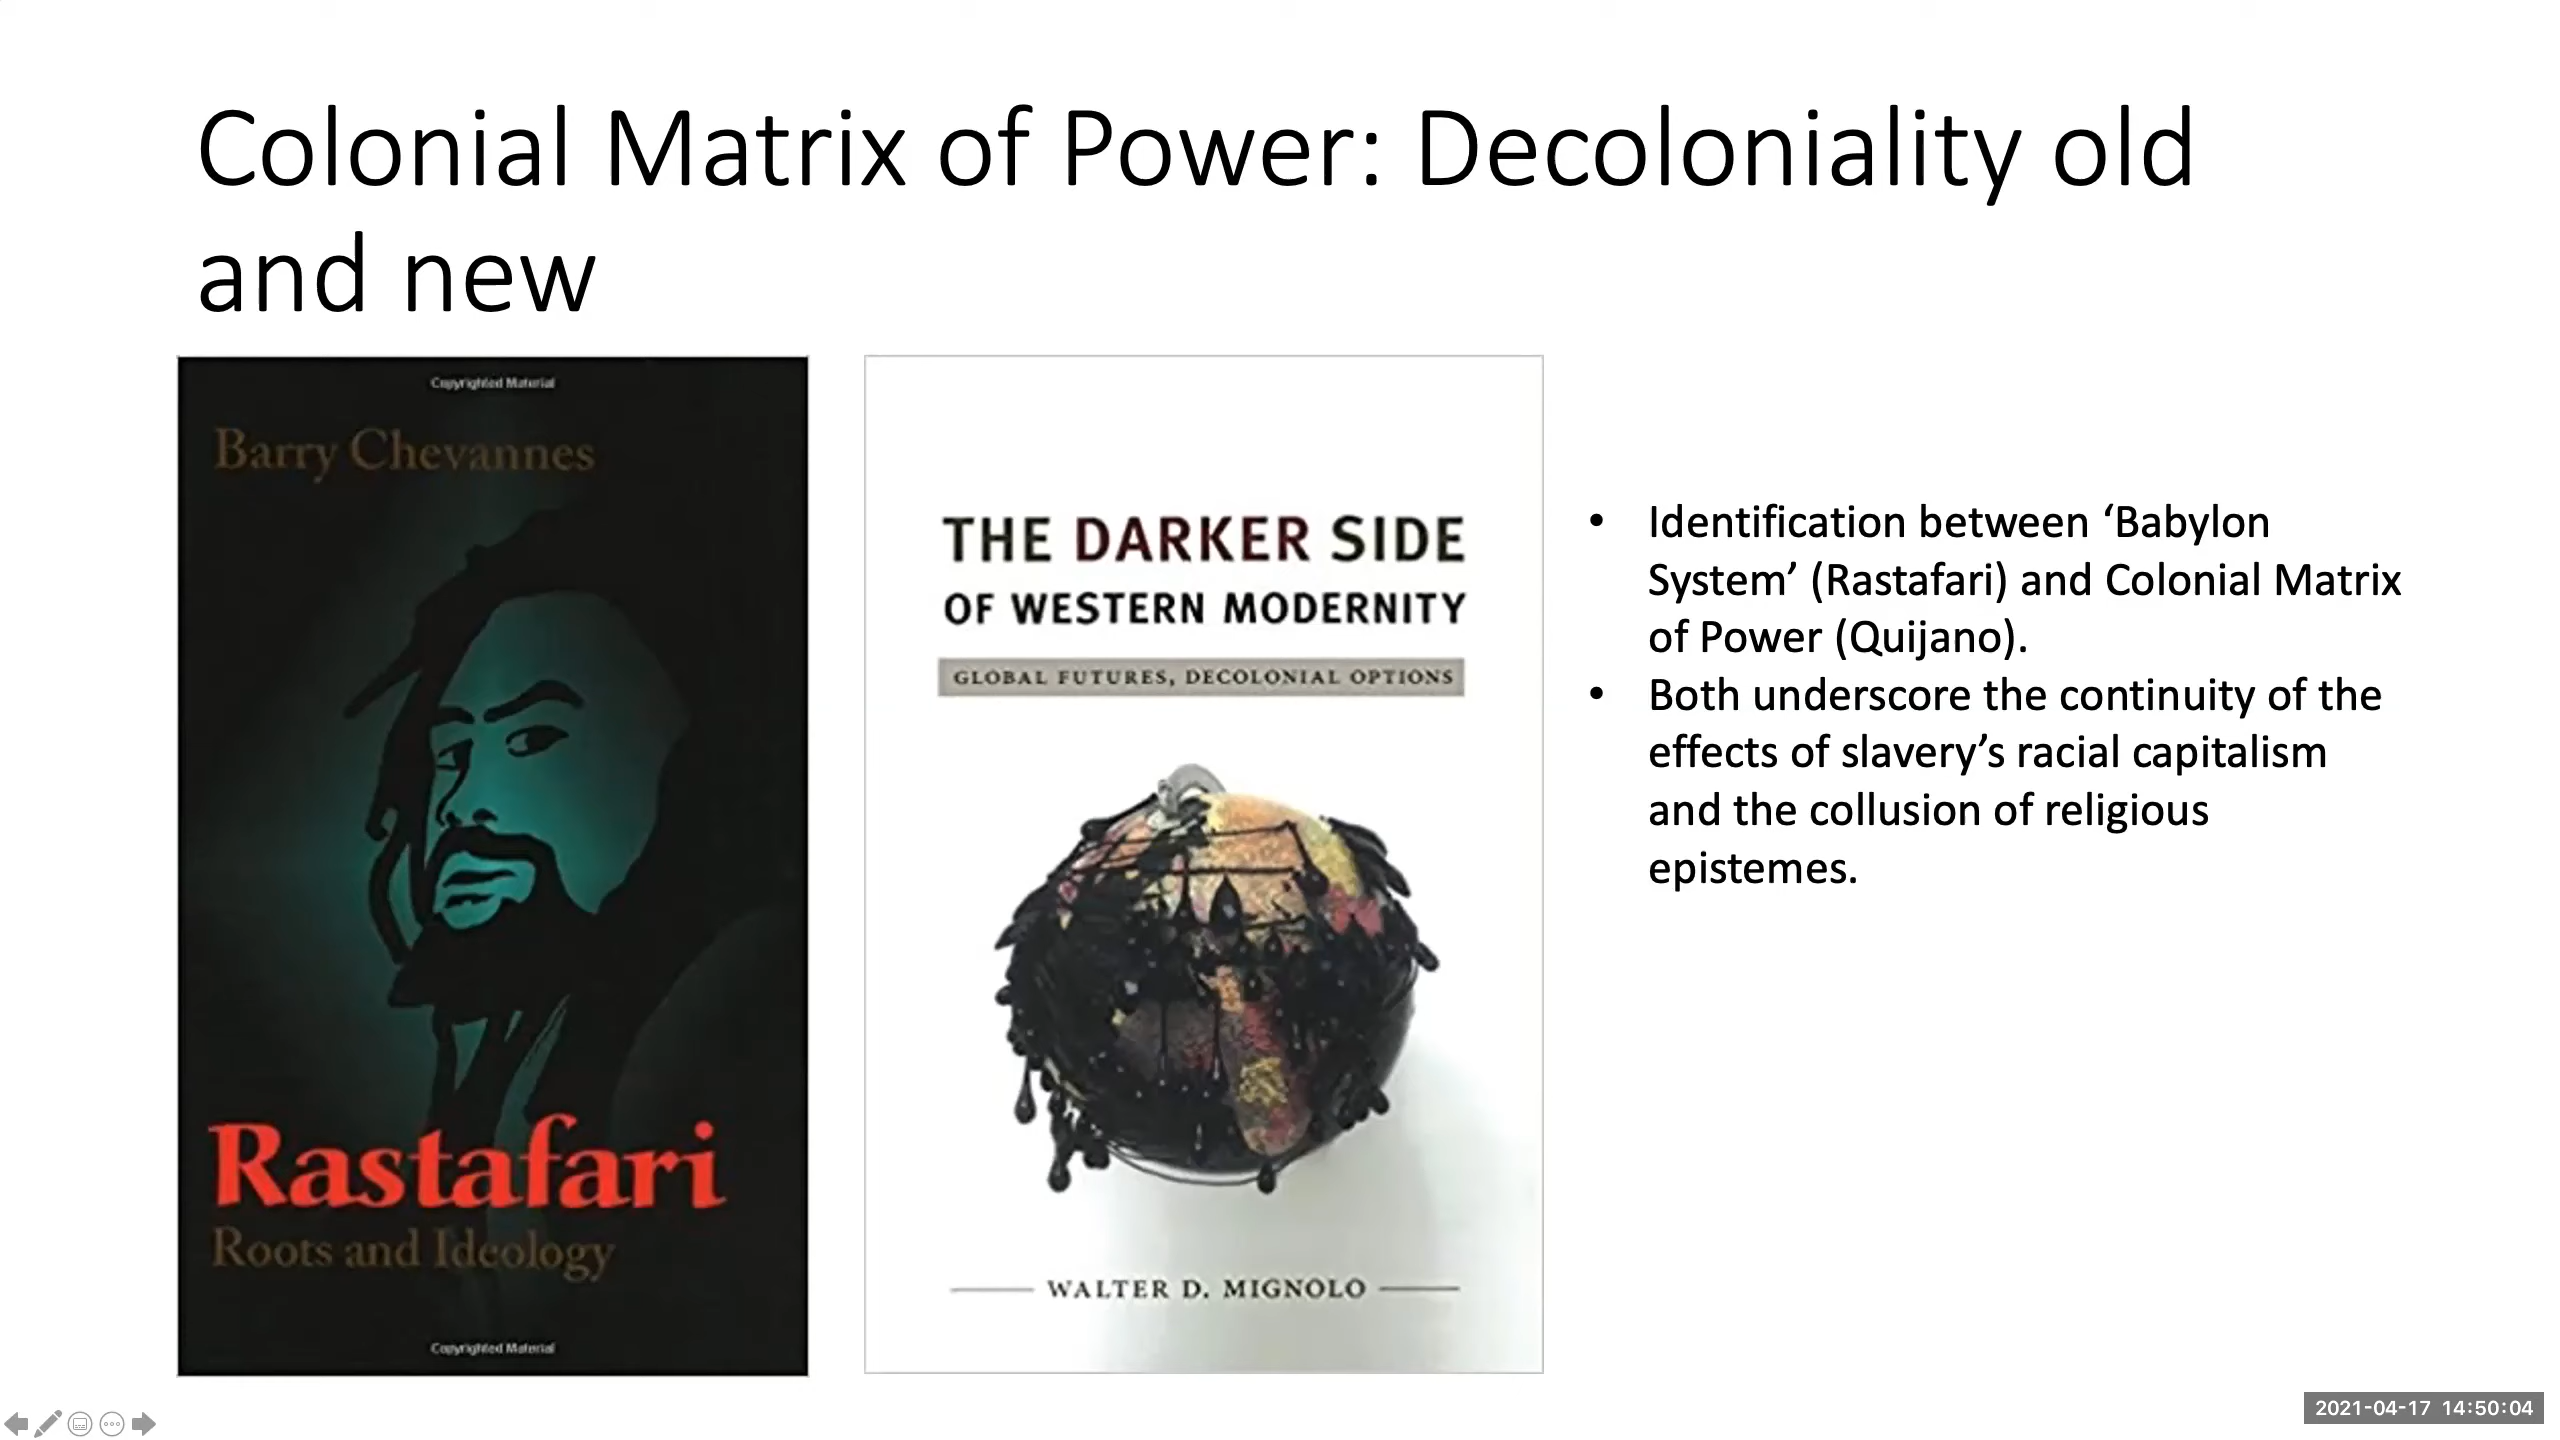 Colonial Matrix of Power: Decoloniality old
and new
Copyrighted Material
Barry Chevannes
Rastafari
Roots and Ideology
Copyrighted Material
THE DARKER SIDE
OF WESTERN MODERNITY
GLOBAL FUTURES, DECOLONIAL OPTIONS
WALTER D. MIGNOLO
• Identification between ‘Babylon
System’ (Rastafari) and Colonial Matrix
of Power (Quijano).
• Both underscore the continuity of the
effects of slavery’s racial capitalism
and the collusion of religious
epistemes.
2021-04-17 14:50:04